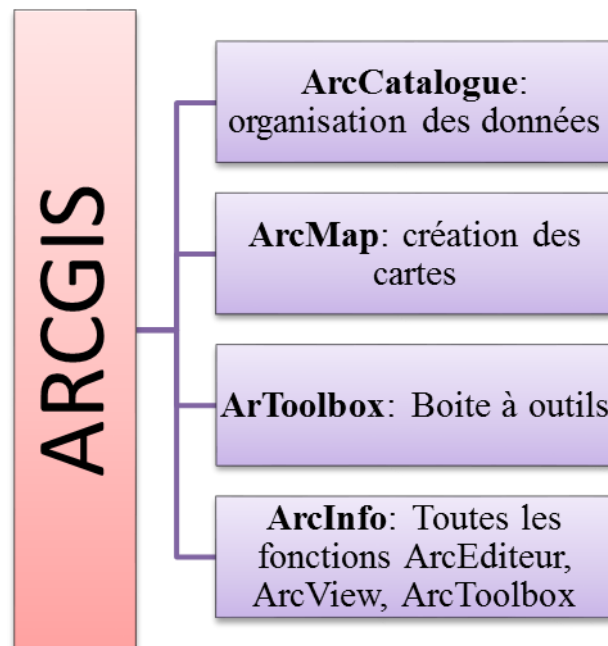 ARCGIS
ArcCatalogue:
organisation des données
ArcMap: création des
cartes
ArToolbox: Boite à outils
ArcInfo: Toutes les
fonctions ArcEditeur,
ArcView, ArcToolbox